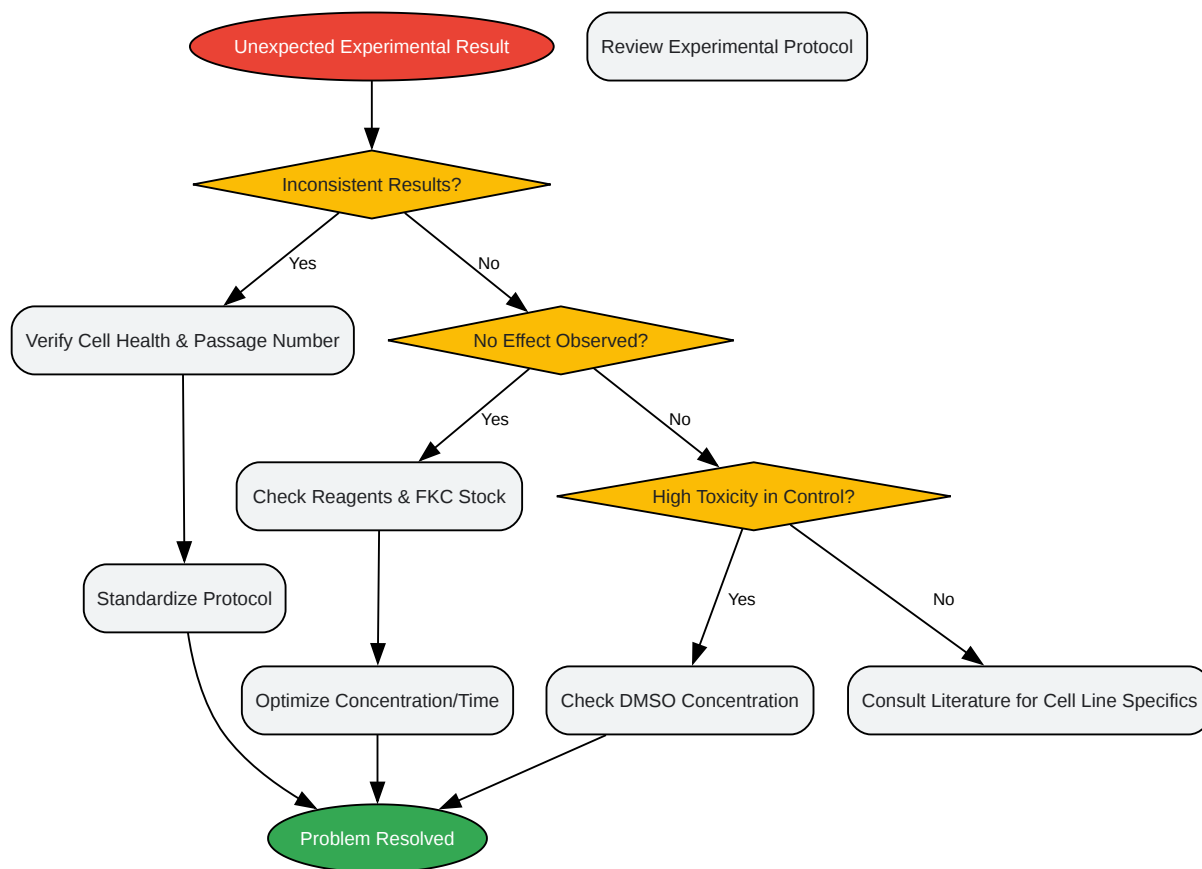 Unexpected Experimental Result
Review Experimental Protocol
Inconsistent Results?
Yes
No
Verify Cell Health & Passage Number
No Effect Observed?
Yes
No
Check Reagents & FKC Stock
High Toxicity in Control?
Standardize Protocol
Yes
No
Optimize Concentration/Time
Check DMSO Concentration
Consult Literature for Cell Line Specifics
Problem Resolved